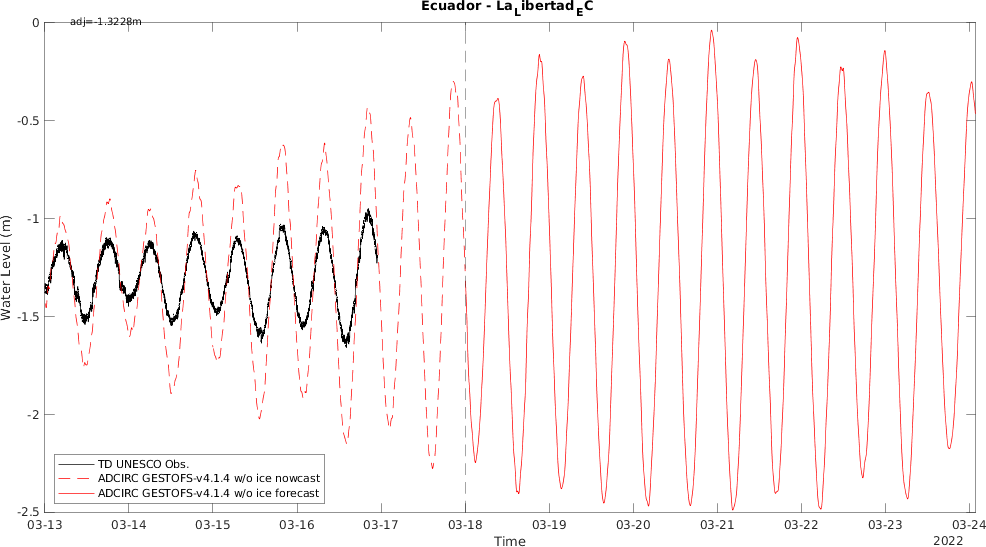 Ecuador - LaLibertadEC
adj=-1.3228m
0
-0.5
-1
-1.5
-2
-2.5
Water Level (m)
TD UNESCO Obs.
ADCIRC GESTOFS-v4.1.4 w/o ice nowcast
ADCIRC GESTOFS-v4.1.4 w/o ice forecast
03-13 03-14 03-15 03-16 03-17 03-18 03-19 03-20 03-21 03-22 03-23 03-24
Time
2022